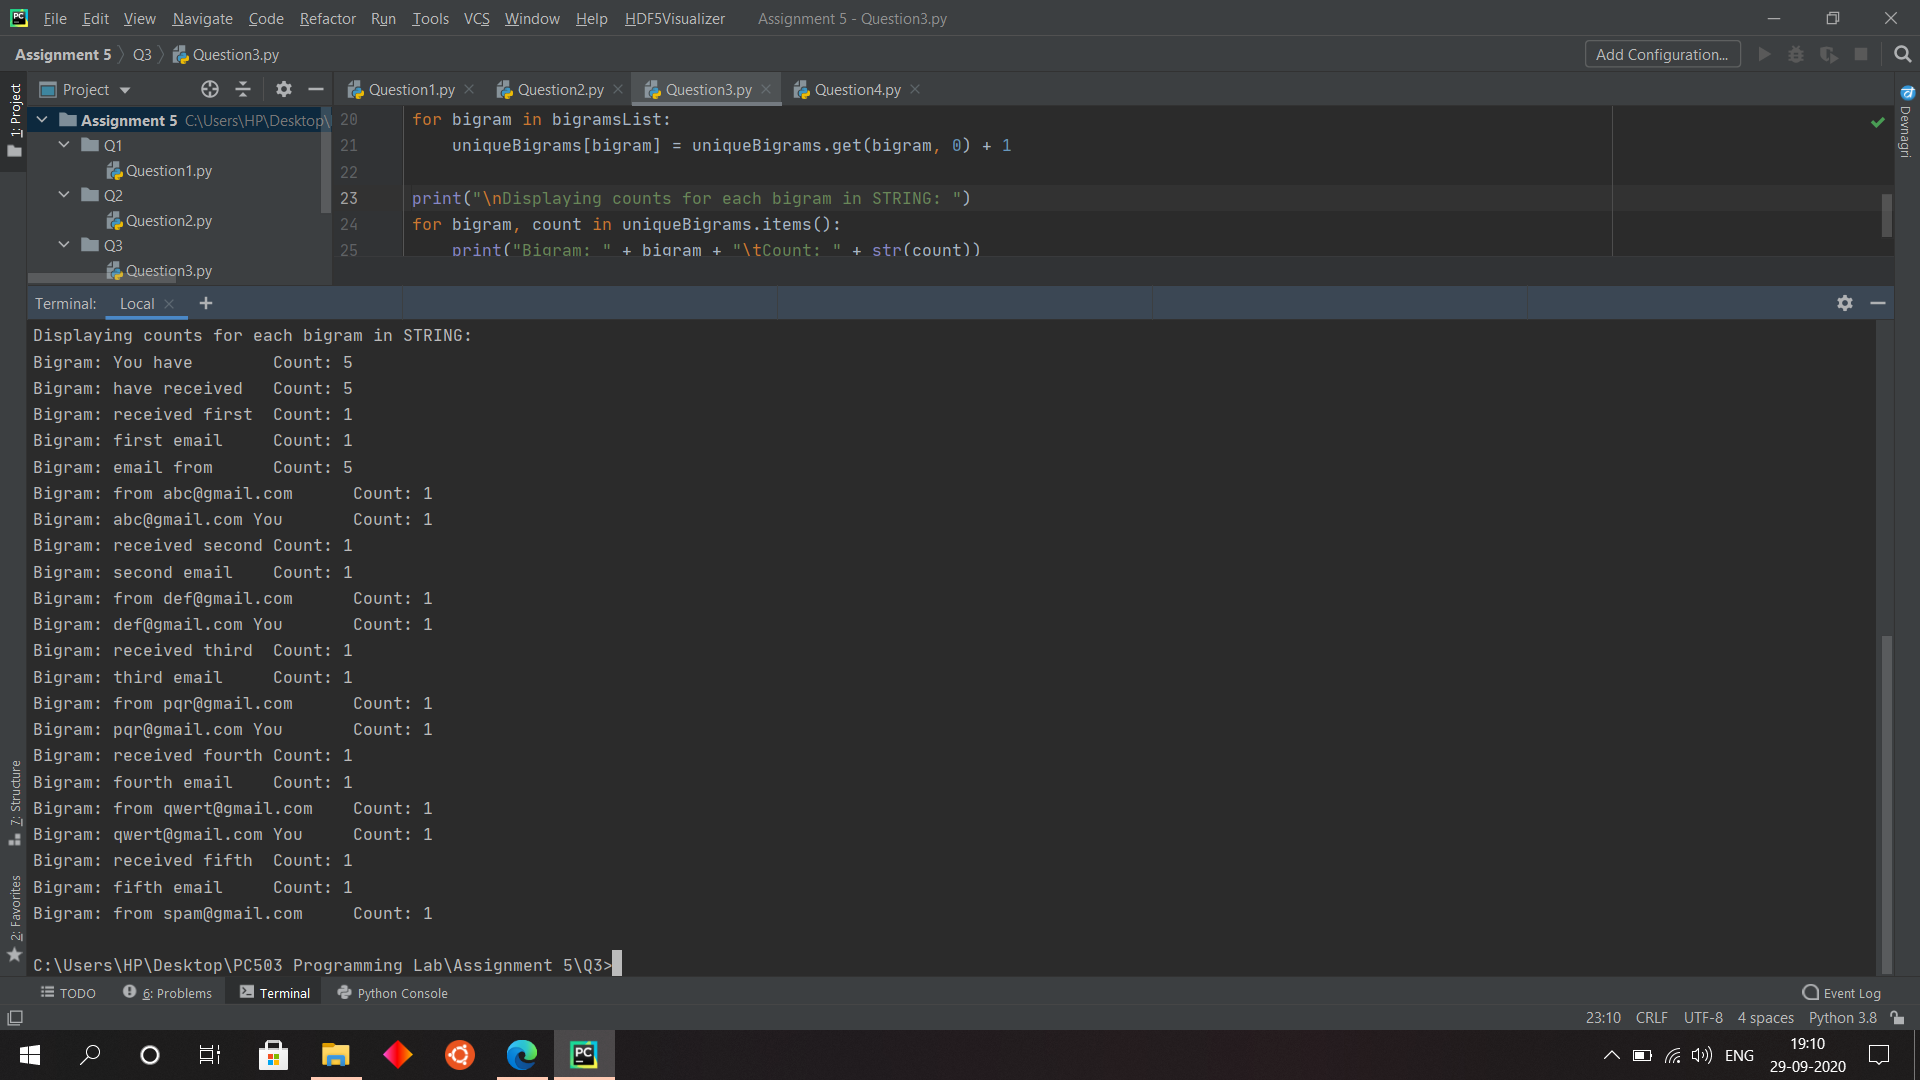 File Edit View Navigate Code Refactor Run Tools VCS Window Help HDF5Visualizer Assignment 5 - Question3.py
Assignment 5 Q3 Question3.py Add Configuration...
Project Question1.py Question2.py Question3.py Question4.py
1: Project
Assignment 5 C:\Users\HP\Desktop\
Q1
Question1.py
Q2
Question2.py
Q3
Question3.py
20 for bigram in bigramsList:
21 uniqueBigrams[bigram] = uniqueBigrams.get(bigram, 0) + 1
22
23 print("\nDisplaying counts for each bigram in STRING: ")
24 for bigram, count in uniqueBigrams.items():
25 print("Bigram: " + bigram + "\tCount: " + str(count))
Devnagri
Terminal: Local
Displaying counts for each bigram in STRING:
Bigram: You have Count: 5
Bigram: have received Count: 5
Bigram: received first Count: 1
Bigram: first email Count: 1
Bigram: email from Count: 5
Bigram: from abc@gmail.com Count: 1
Bigram: abc@gmail.com You Count: 1
Bigram: received second Count: 1
Bigram: second email Count: 1
Bigram: from def@gmail.com Count: 1
Bigram: def@gmail.com You Count: 1
Bigram: received third Count: 1
Bigram: third email Count: 1
Bigram: from pqr@gmail.com Count: 1
Bigram: pqr@gmail.com You Count: 1
Bigram: received fourth Count: 1
Bigram: fourth email Count: 1
Bigram: from qwert@gmail.com Count: 1
Bigram: qwert@gmail.com You Count: 1
Bigram: received fifth Count: 1
Bigram: fifth email Count: 1
Bigram: from spam@gmail.com Count: 1
C:\Users\HP\Desktop\PC503 Programming Lab\Assignment 5\Q3>
7: Structure
2: Favorites
TODO 6: Problems Terminal Python Console Event Log
23:10 CRLF UTF-8 4 spaces Python 3.8
PC ENG 19:10
29-09-2020